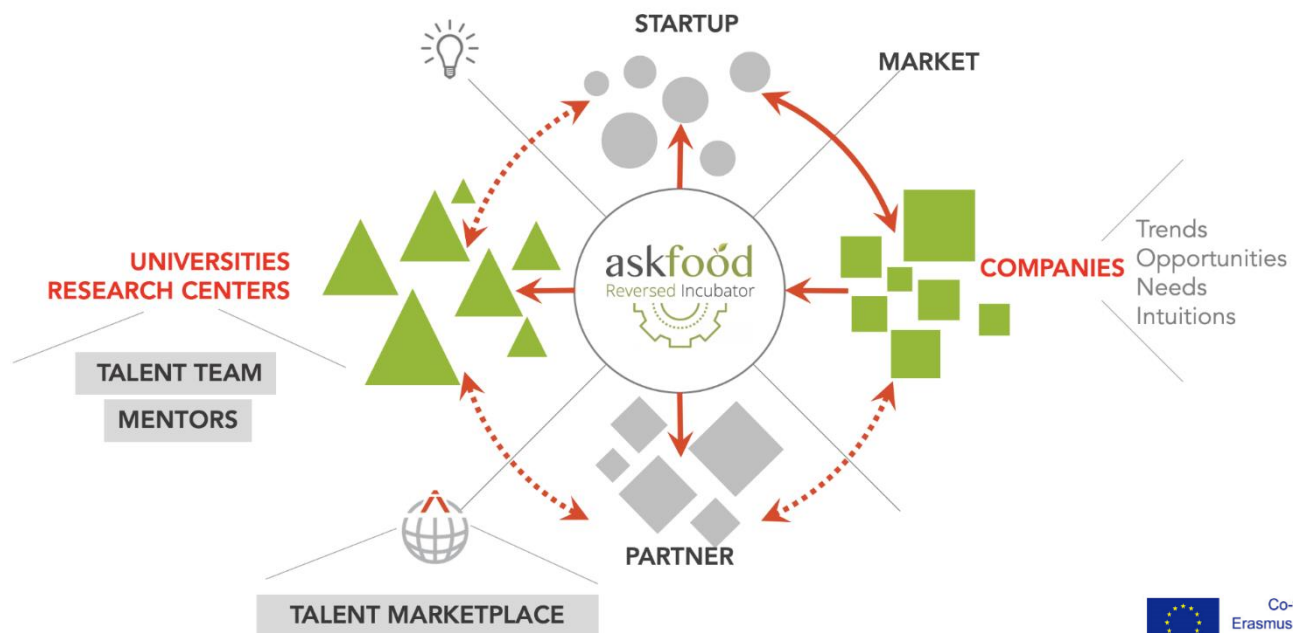 STARTUP
MARKET
askfood
Reversed Incubator
UNIVERSITIES
RESEARCH CENTERS
TALENT TEAM
MENTORS
COMPANIES
Trends
Opportunities
Needs
Intuitions
PARTNER
TALENT MARKETPLACE
Co-
Erasmus